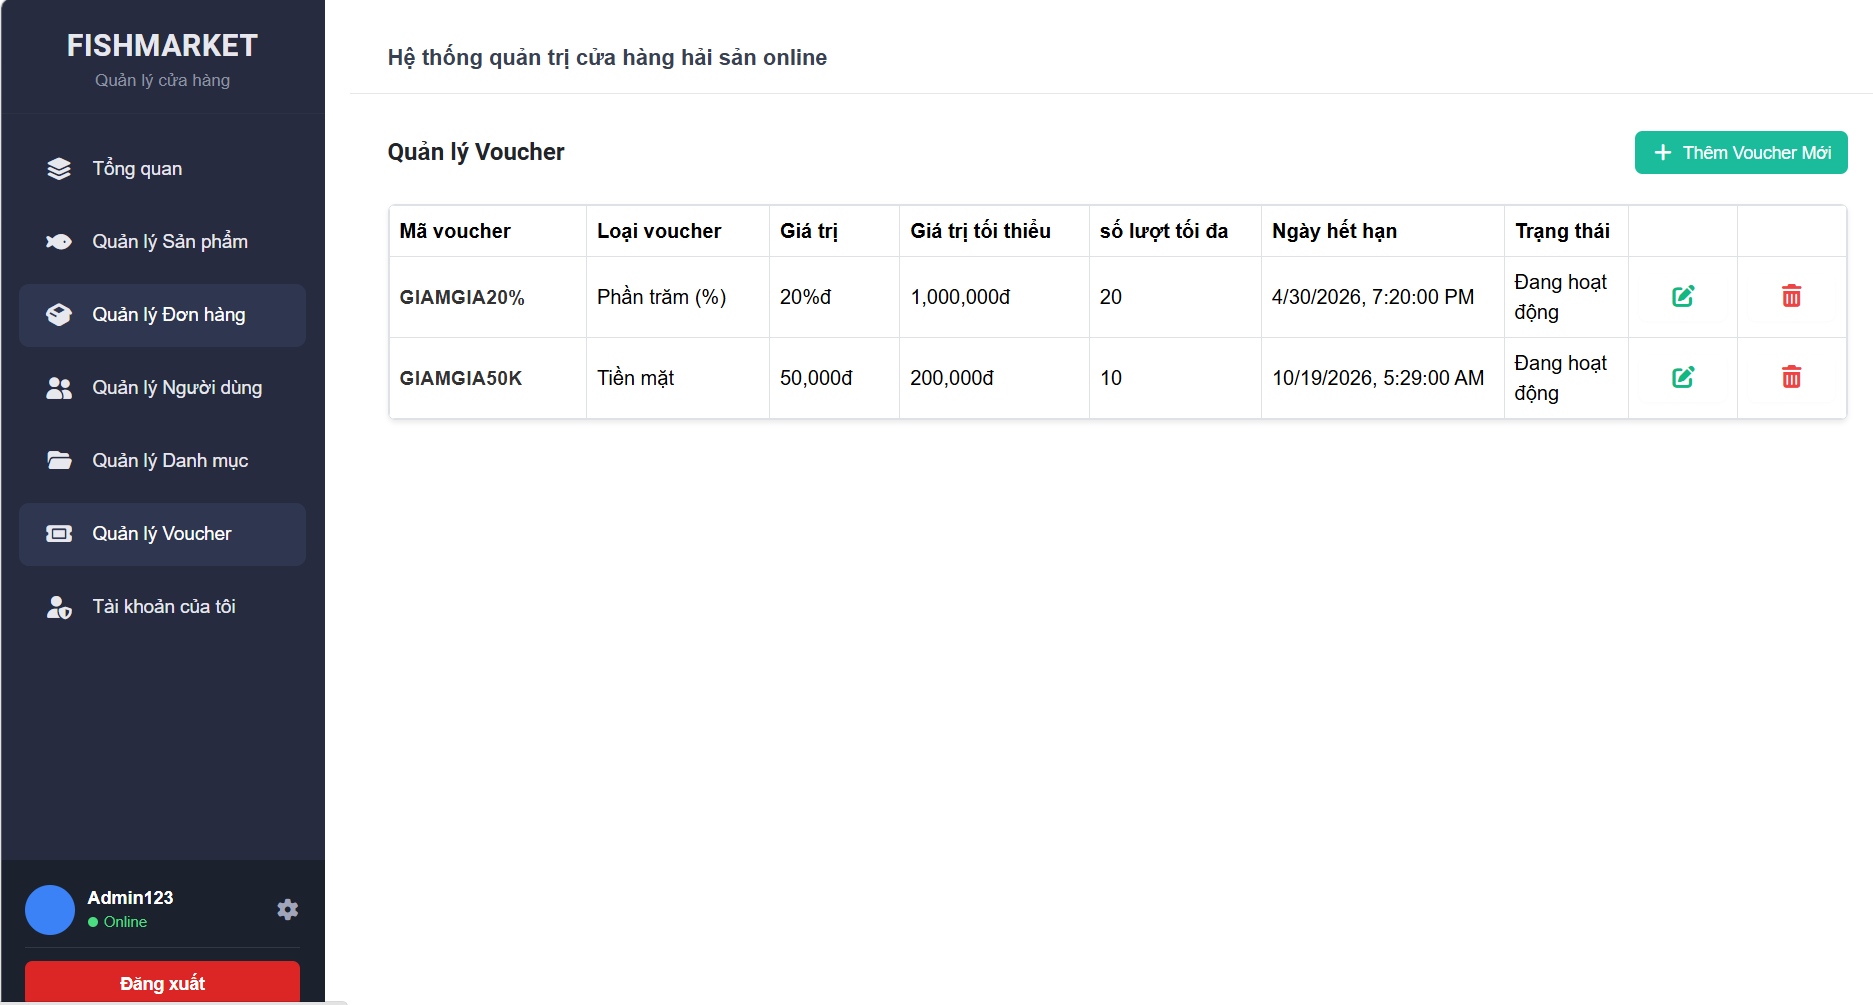 FISHMARKET
Quản lý cửa hàng
Tổng quan
Quản lý Sản phẩm
Quản lý Đơn hàng
Quản lý Người dùng
Quản lý Danh mục
Quản lý Voucher
Tài khoản của tôi
Admin123
Online
Đăng xuất
Hệ thống quản trị cửa hàng hải sản online
Quản lý Voucher
Thêm Voucher Mới
Mã voucher Loại voucher Giá trị Giá trị tối thiểu số lượt tối đa Ngày hết hạn Trạng thái
GIAMGIA20% Phần trăm (%) 20%đ 1,000,000đ 20 4/30/2026, 7:20:00 PM Đang hoạt
động
GIAMGIA50K Tiền mặt 50,000đ 200,000đ 10 10/19/2026, 5:29:00 AM Đang hoạt
động